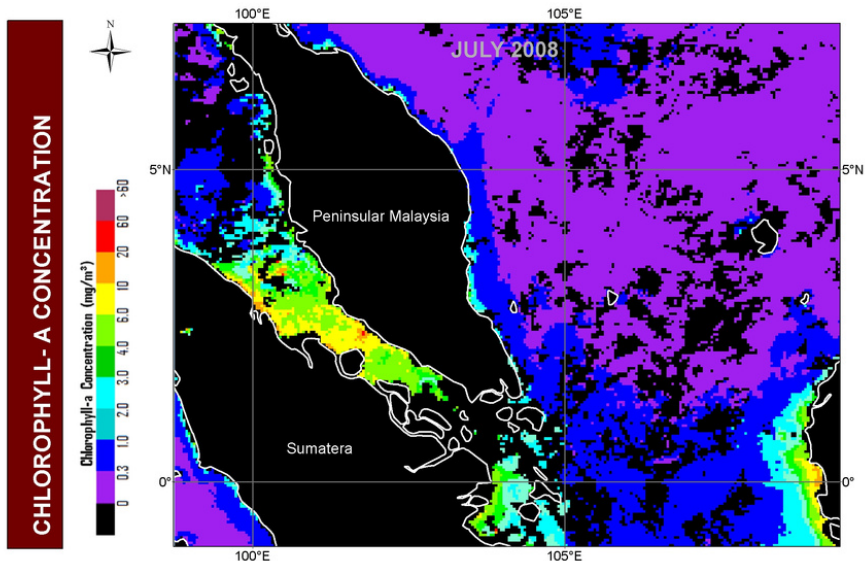 CHLOROPHYLL- A CONCENTRATION
N
Chlorophyll-a Concentration (mg/m³)
>60
60
20
10
6.0
4.0
3.0
2.0
1.0
0.3
0
100°E
105°E
JULY 2008
5°N
5°N
Peninsular Malaysia
Sumatera
0°
0°
100°E
105°E